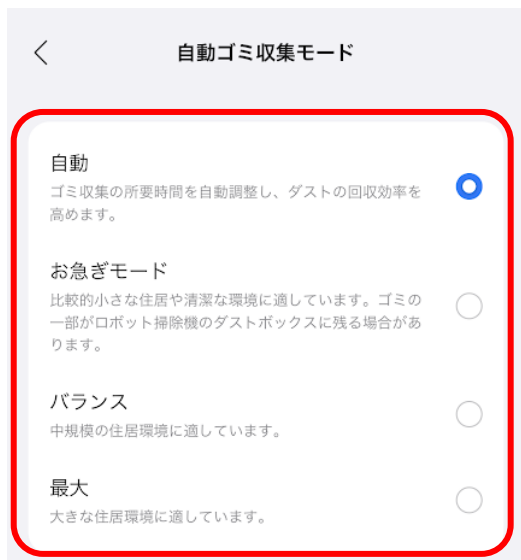 自動ゴミ収集モード
自動
ゴミ収集の所要時間を自動調整し、ダストの回収効率を
高めます。
お急ぎモード
比較的小さな住居や清潔な環境に適しています。ゴミの
一部がロボット掃除機のダストボックスに残る場合があ
ります。
バランス
中規模の住居環境に適しています。
最大
大きな住居環境に適しています。